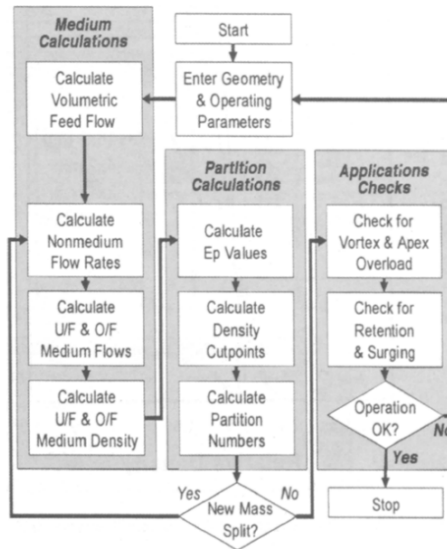 Medium
Calculations
Start
Calculate
Volumetric
Feed Flow
Enter Geometry
& Operating
Parameters
Partition
Calculations
Applications
Checks
Calculate
Nonmedium
Flow Rates
Calculate
Ep Values
Check for
Vortex & Apex
Overload
Calculate
U/F & O/F
Medium Flows
Calculate
Density
Cutpoints
Check for
Retention
& Surging
Calculate
U/F & O/F
Medium Density
Calculate
Partition
Numbers
Operation
OK?
No
Yes
Yes
No
New Mass
Split?
Stop